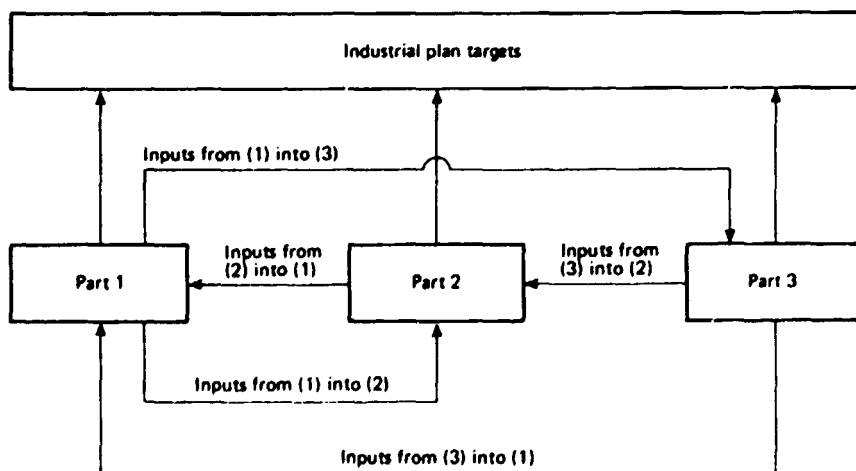 Industrial plan targets
Inputs from (1) into (3)
Inputs from
(2) into (1)
Inputs from
(3) into (2)
Part 1
Part 2
Part 3
Inputs from (1) into (2)
Inputs from (3) into (1)